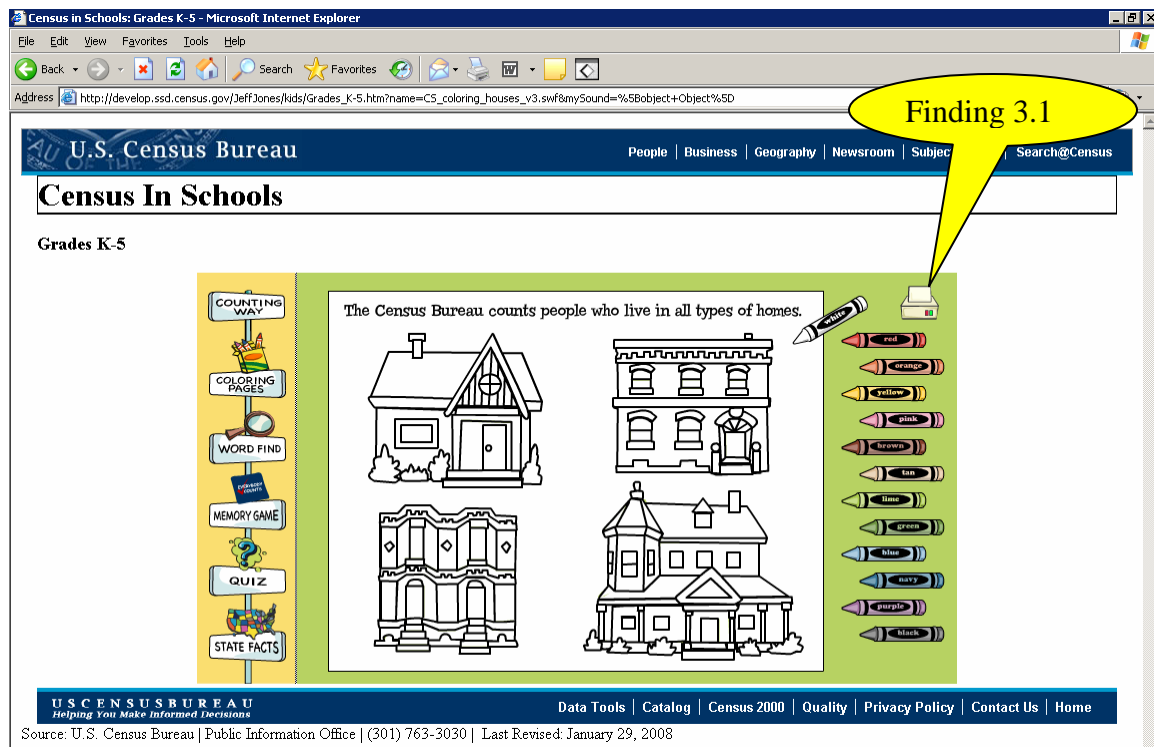 Census in Schools: Grades K-5 - Microsoft Internet Explorer
File Edit View Favorites Tools Help
Back Search Favorites
Address http://develop.ssd.census.gov/JeffJones/kids/Grades_K-5.htm?name=CS_coloring_houses_v3.swf&mySound=%5Bobject+Object%5D
Finding 3.1
U.S. Census Bureau
People | Business | Geography | Newsroom | Subjec | Search@Census
Census In Schools
Grades K-5
COUNTING
WAY
COLORING
PAGES
WORD FIND
EVERYBODY
COUNTS
MEMORY GAME
QUIZ
STATE FACTS
The Census Bureau counts people who live in all types of homes.
white
red
orange
yellow
pink
brown
tan
lime
green
blue
navy
purple
black
USCENSUSBUREAU
Helping You Make Informed Decisions
Data Tools | Catalog | Census 2000 | Quality | Privacy Policy | Contact Us | Home
Source: U.S. Census Bureau | Public Information Office | (301) 763-3030 | Last Revised: January 29, 2008